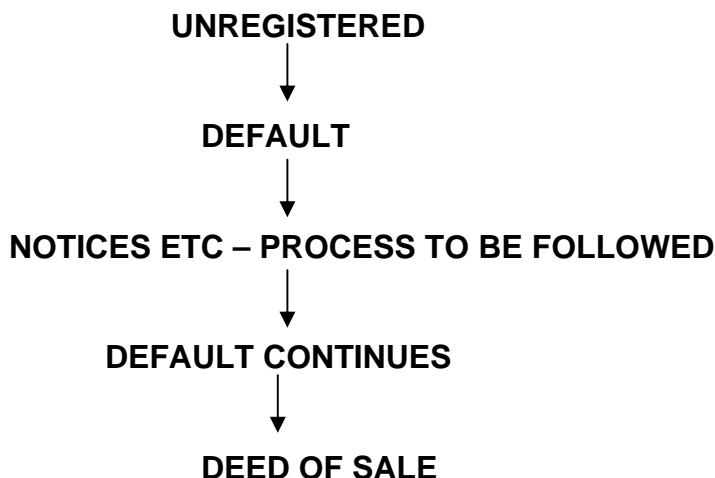 UNREGISTERED
DEFAULT
NOTICES ETC – PROCESS TO BE FOLLOWED
DEFAULT CONTINUES
DEED OF SALE